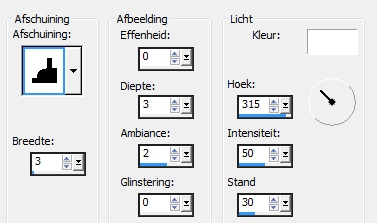 Afschuining
Afschuining:
Breedte:
3
Afbeelding
Effenheid:
0
Diepte:
3
Ambiance:
2
Glinstering:
0
Licht
Kleur:
Hoek:
315
Intensiteit:
50
Stand
30